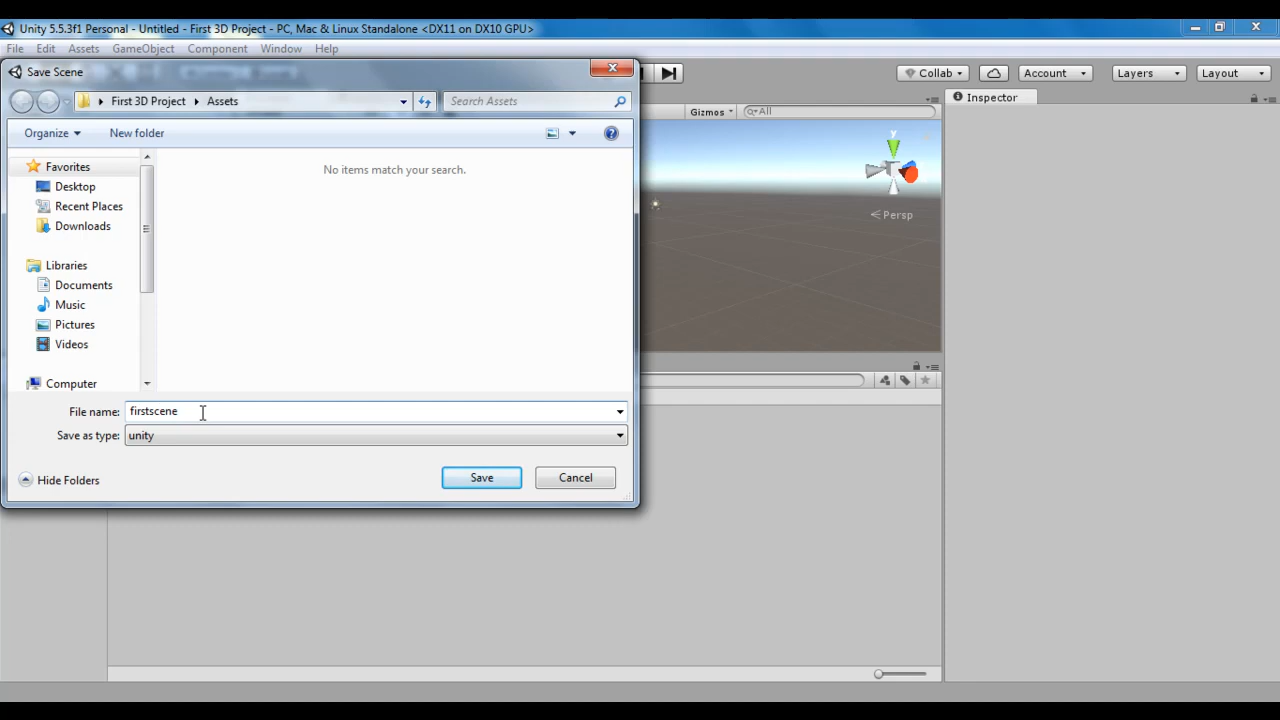 Unity 5.5.3f1 Personal - Untitled - First 3D Project - PC, Mac & Linux Standalone <DX11 on DX10 GPU>
File Edit Assets GameObject Component Window Help
Save Scene
Collab Account Layers Layout
First 3D Project Assets Search Assets
Inspector
Gizmos All
Organize New folder
y
Favorites
No items match your search.
Desktop
Recent Places
Persp
Downloads
Libraries
Documents
Music
Pictures
Videos
Computer
File name: firstscene
Save as type: unity
Hide Folders Save Cancel